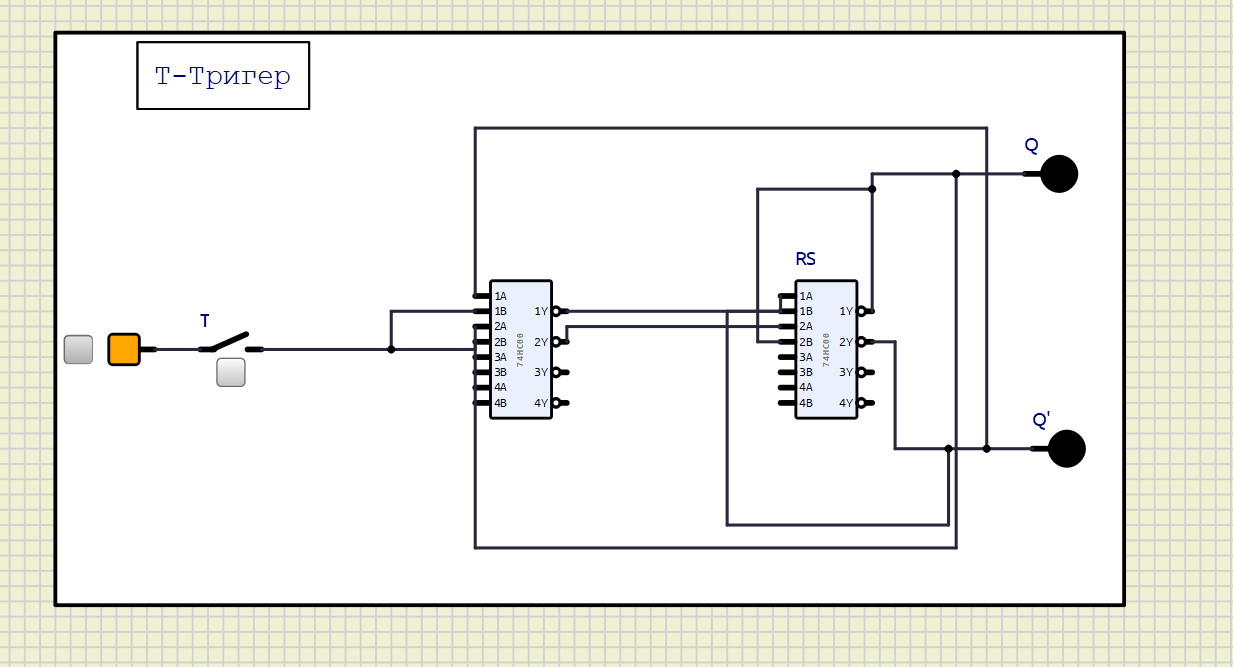 Т-Тригер
Q
RS
T
1A
1B
2A
2B
3A
3B
4A
4B
1Y
2Y
3Y
4Y
74HC00
1A
1B
2A
2B
3A
3B
4A
4B
1Y
2Y
3Y
4Y
74HC00
Q'